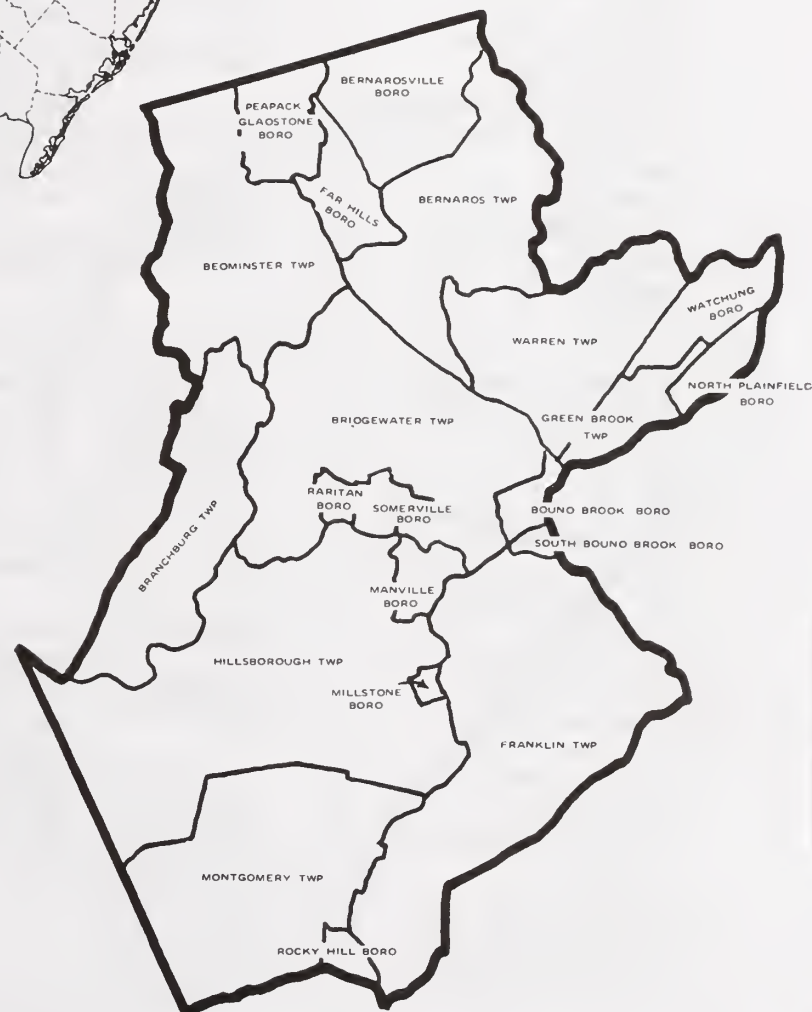 BERNAROSVILLE
BORO
PEAPACK
GLAOSTONE
BORO
FAR HILLS
BORO
BERNAROS TWP
BEOMINSTER TWP
WATCHUNG
BORO
WARREN TWP
NORTH PLAINFIELD
BORO
GREEN BROOK
TWP
BRIOGEWATER TWP
RARITAN
BORO
SOMERVILLE
BORO
BOUND BROOK BORO
SOUTH BOUND BROOK BORO
BRANCHBURG TWP
MANVILLE
BORO
HILLSBOROUGH TWP
MILLSTONE
BORO
FRANKLIN TWP
MONTGOMERY TWP
ROCKY HILL BORO